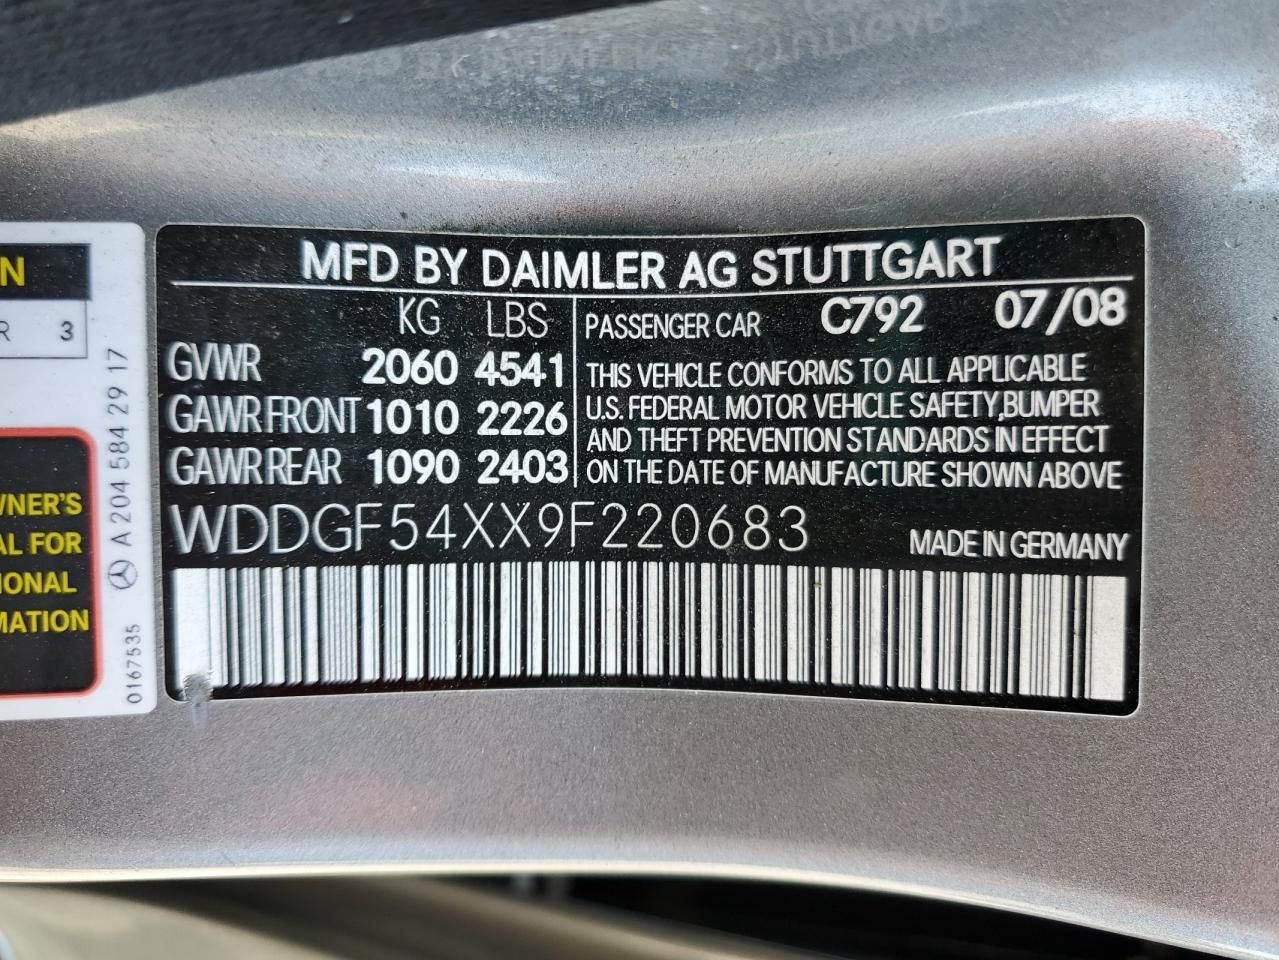 N
R 3
A 204 584 29 17
WNER'S
AL FOR
IONAL
MATION
0167535
MFD BY DAIMLER AG STUTTGART
KG LBS
GVWR 2060 4541
GAWR FRONT 1010 2226
GAWR REAR 1090 2403
PASSENGER CAR C792 07/08
THIS VEHICLE CONFORMS TO ALL APPLICABLE
U.S. FEDERAL MOTOR VEHICLE SAFETY,BUMPER
AND THEFT PREVENTION STANDARDS IN EFFECT
ON THE DATE OF MANUFACTURE SHOWN ABOVE
WDDGF54XX9F220683
MADE IN GERMANY